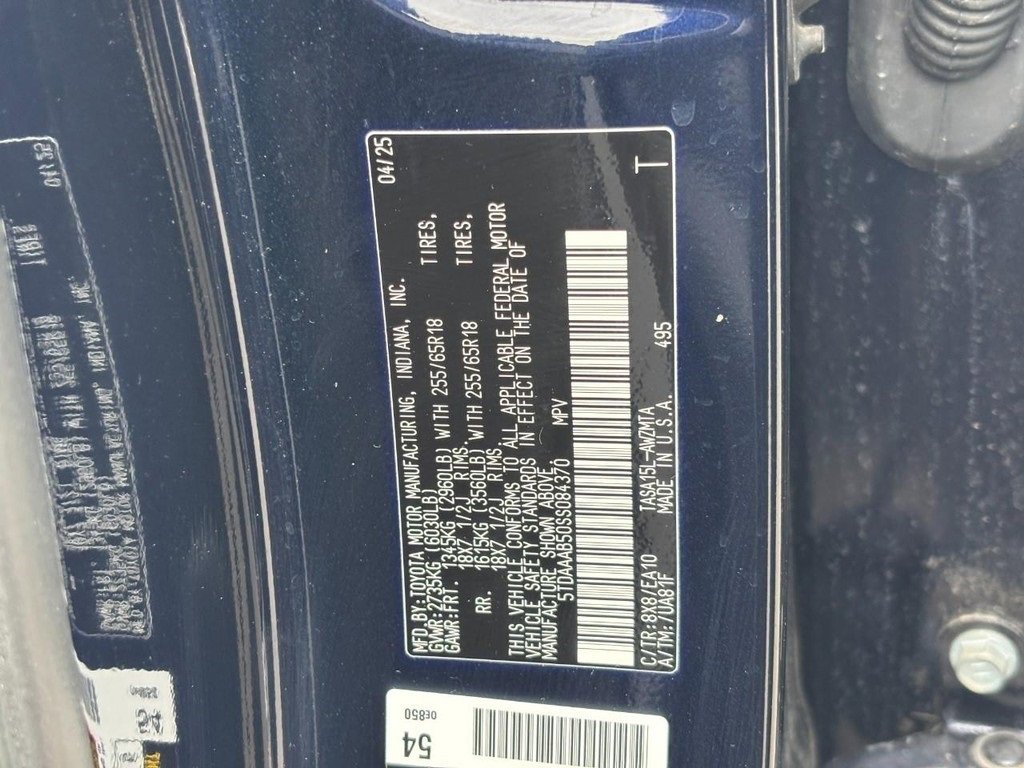 MFD.BY:TOYOTA MOTOR MANUFACTURING, INDIANA, INC. 04/25
GVWR:2735KG (6030LB)
GAWR:FRT. 1345KG (2960LB) WITH 255/65R18 TIRES,
18X7 1/2J RIMS,
RR. 1615KG (3560LB) WITH 255/65R18 TIRES,
18X7 1/2J RIMS,
THIS VEHICLE CONFORMS TO ALL APPLICABLE FEDERAL MOTOR
VEHICLE SAFETY STANDARDS IN EFFECT ON THE DATE OF
MANUFACTURE SHOWN ABOVE.
5TDAAAB50SS084370 MPV
C/TR:8X8/EA10 TASA15L-AWZMTA
A/TM:/UA81F MADE IN U.S.A. 495 T
54 0E850